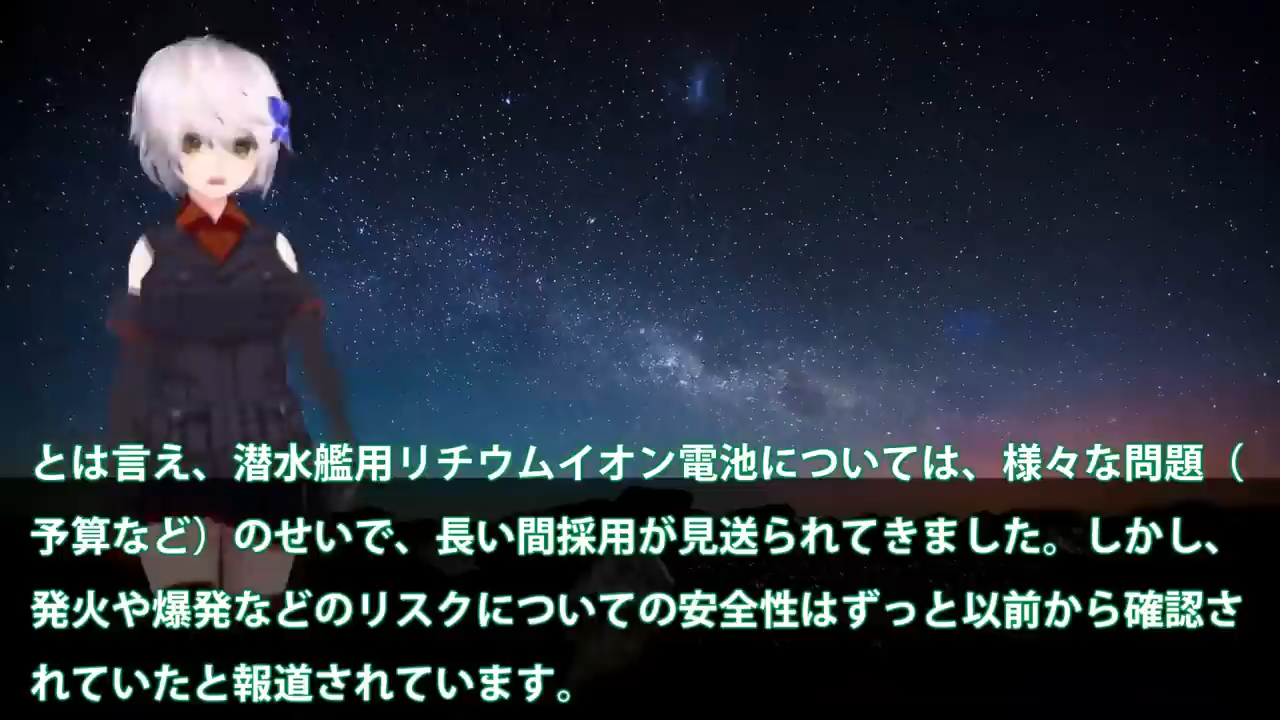 とは言え、潜水艦用リチウムイオン電池については、様々な問題（
予算など）のせいで、長い間採用が見送られてきました。しかし、
発火や爆発などのリスクについての安全性はずっと以前から確認さ
れていたと報道されています。